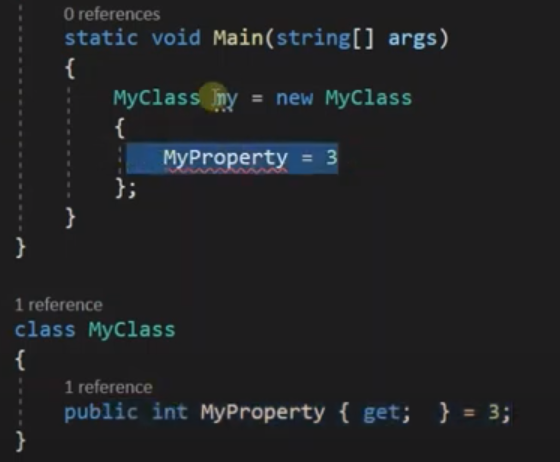 0 references
static void Main(string[] args)
{
MyClass my = new MyClass
{
MyProperty = 3
};
}
}
1 reference
class MyClass
{
1 reference
public int MyProperty { get;  } = 3;
}